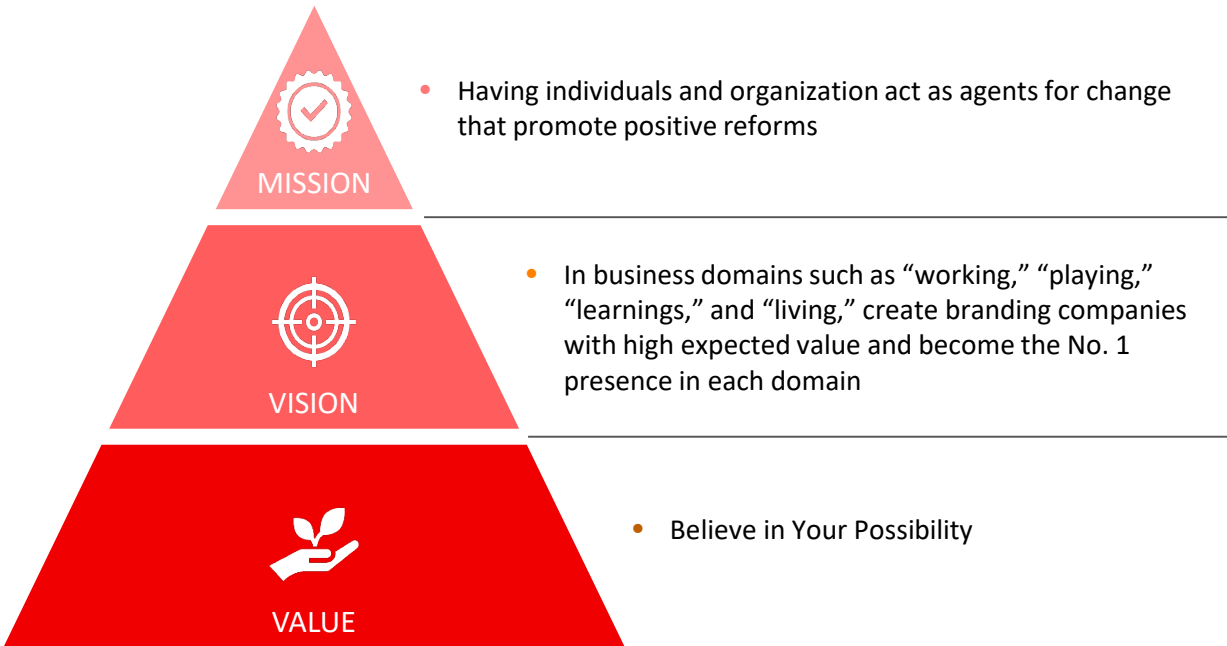 MISSION
• Having individuals and organization act as agents for change
that promote positive reforms
VISION
• In business domains such as “working,” “playing,”
“learnings,” and “living,” create branding companies
with high expected value and become the No. 1
presence in each domain
VALUE
• Believe in Your Possibility